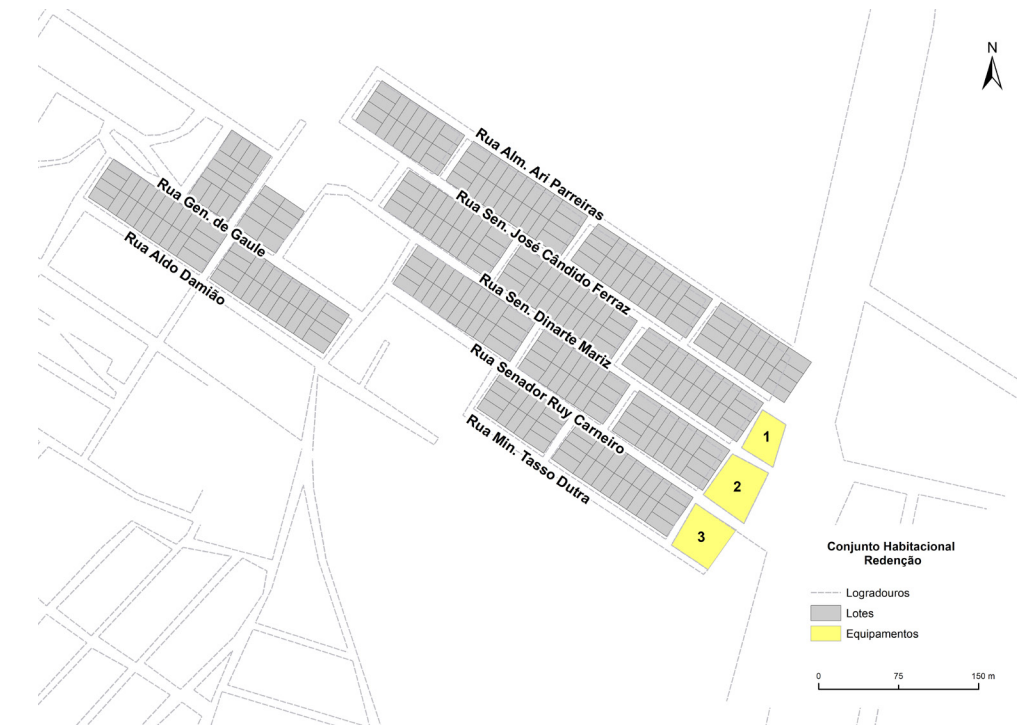 N
Rua Alm. Ari Parreiras
Rua Gen. de Gaule
Rua Sen. José Cândido Ferraz
Rua Aldo Damião
Rua Sen. Dinarte Mariz
Rua Senador Ruy Carneiro
Rua Min. Tasso Dutra
1
2
3
Conjunto Habitacional
Redenção
Logradouros
Lotes
Equipamentos
0 75 150 m